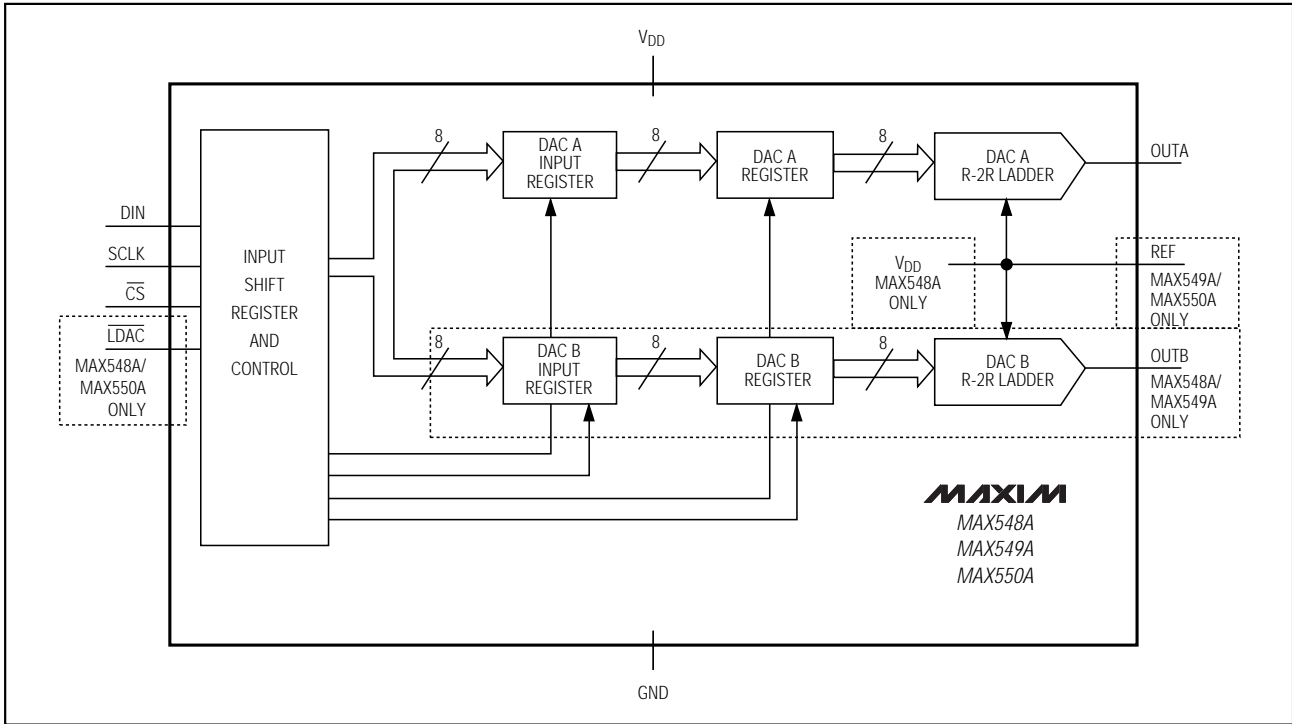 VDD
8
DAC A
INPUT
REGISTER
8
DAC A
REGISTER
8
DAC A
R-2R LADDER
OUTA
DIN
SCLK
CS
LDAC
MAX548A/
MAX550A
ONLY
INPUT
SHIFT
REGISTER
AND
CONTROL
VDD
MAX548A
ONLY
REF
MAX549A/
MAX550A
ONLY
8
DAC B
INPUT
REGISTER
8
DAC B
REGISTER
8
DAC B
R-2R LADDER
OUTB
MAX548A/
MAX549A
ONLY
MAXIM
MAX548A
MAX549A
MAX550A
GND